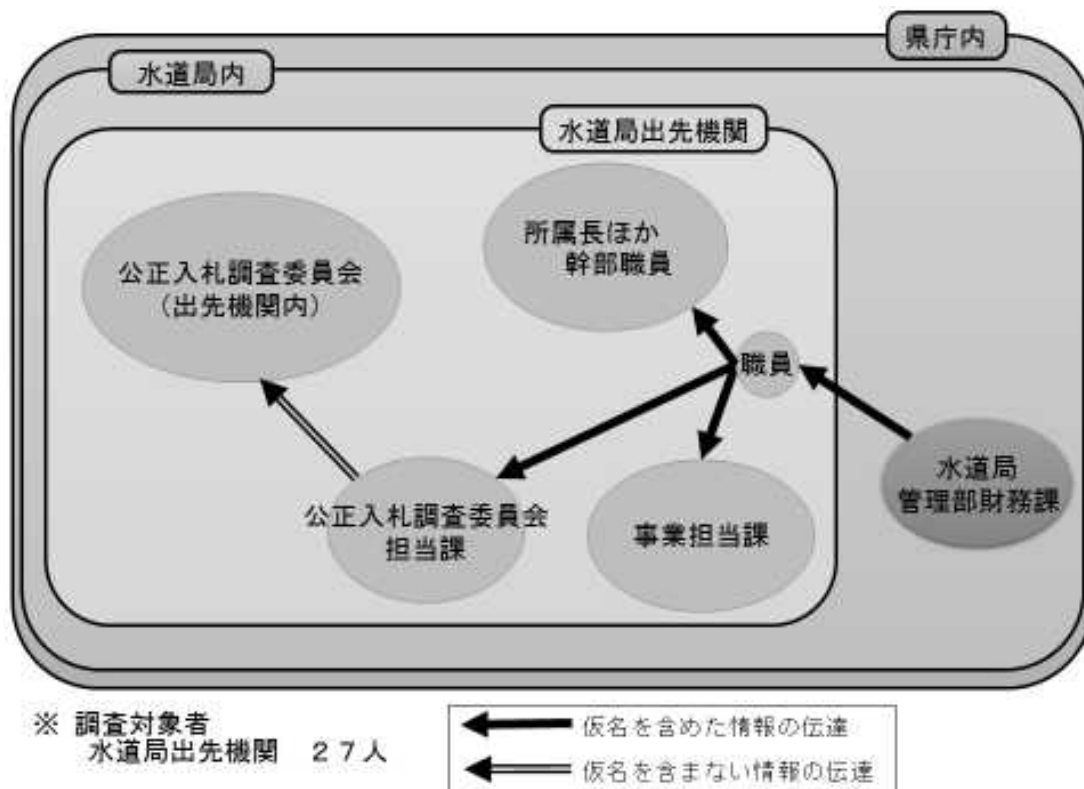 県庁内
水道局内
水道局出先機関
所属長ほか
幹部職員
公正入札調査委員会
（出先機関内）
職員
水道局
管理部財務課
公正入札調査委員会
担当課
事業担当課
※ 調査対象者
水道局出先機関　２７人
仮名を含めた情報の伝達
仮名を含まない情報の伝達